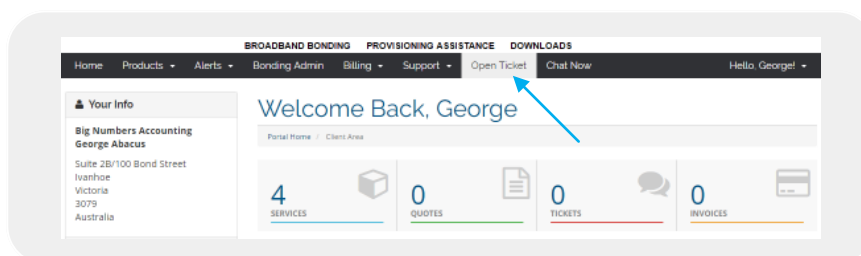 BROADBAND BONDING PROVISIONING ASSISTANCE DOWNLOADS
Home Products Alerts Bonding Admin Billing Support Open Ticket Chat Now Hello, George!
Your Info
Big Numbers Accounting
George Abacus
Suite 2B/100 Bond Street
Ivanhoe
Victoria
3079
Australia
Welcome Back, George
Portal Home / Client Area
4
SERVICES
0
QUOTES
0
TICKETS
0
INVOICES